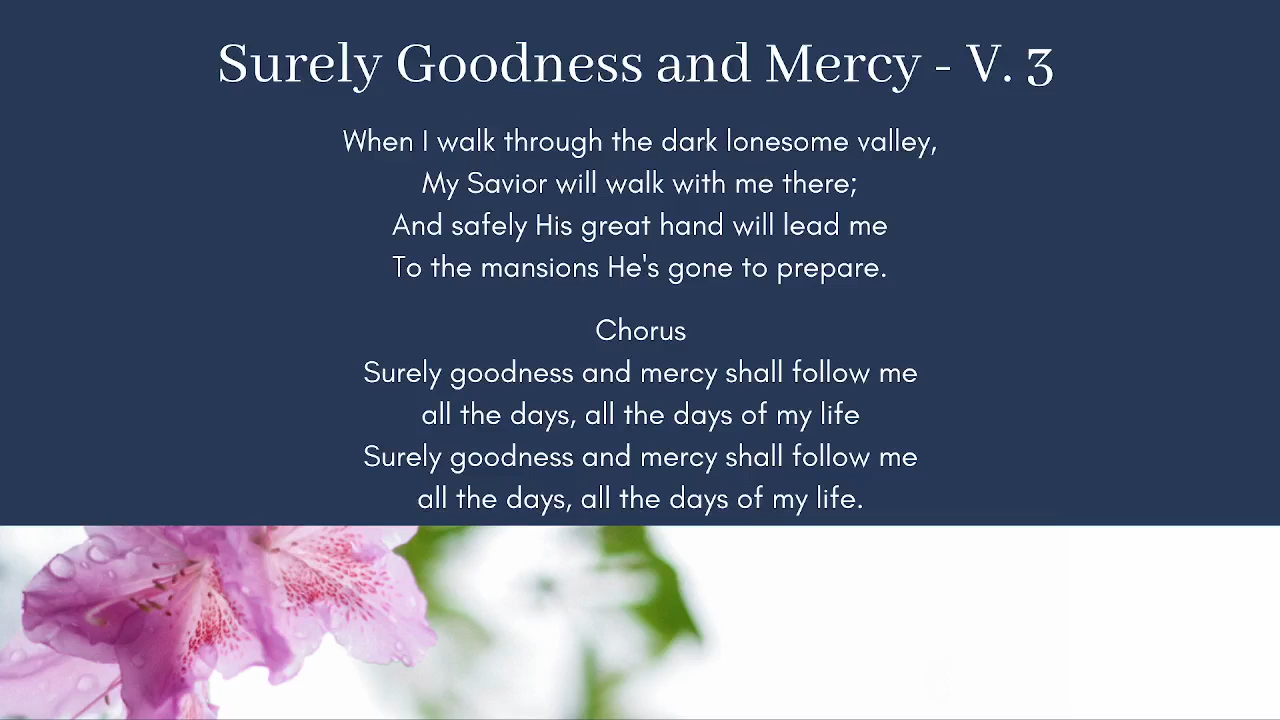 Surely Goodness and Mercy - V. 3
When I walk through the dark lonesome valley,
My Savior will walk with me there;
And safely His great hand will lead me
To the mansions He's gone to prepare.
Chorus
Surely goodness and mercy shall follow me
all the days, all the days of my life
Surely goodness and mercy shall follow me
all the days, all the days of my life.